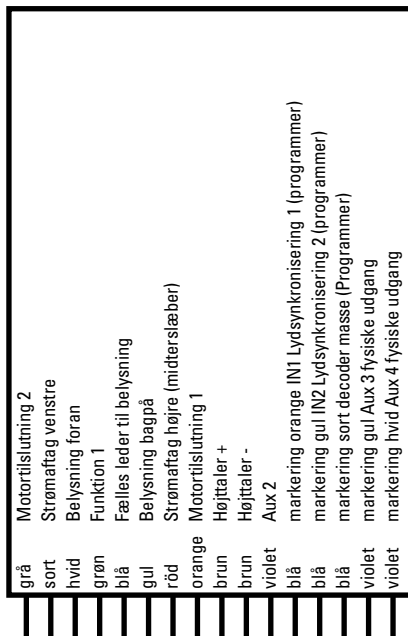 grå Motortilslutning 2
sort Strømaftag venstre
hvid Belysning foran
grøn Funktion 1
blå Fælles leder til belysning
gul Belysning bagpå
röd Strømaftag højre (midterslæber)
orange Motortilslutning 1
brun Højttaler +
brun Højttaler -
violet Aux 2
blå markering orange IN1 Lydsynkronisering 1 (programmer)
blå markering gul IN2 Lydsynkronisering 2 (programmer)
blå markering sort decoder masse (Programmer)
violet markering gul Aux 3 fysiske udgang
violet markering hvid Aux 4 fysiske udgang